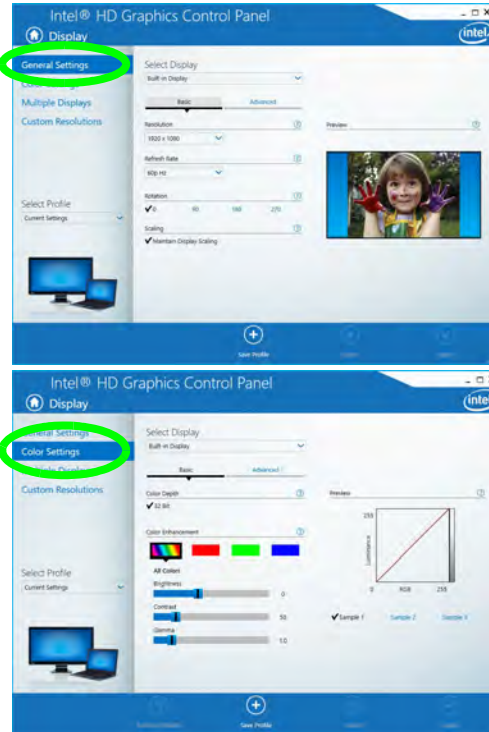 Intel® HD Graphics Control Panel
Display
intel
General Settings
Multiple Displays
Custom Resolutions
Select Profile
Current Settings
Select Display
Built-in Display
Basic
Advanced
Resolution
1920 x 1080
Refresh Rate
60p Hz
Rotation
0 90 180 270
Scaling
Maintain Display Scaling
Preview
Save Profile
Intel® HD Graphics Control Panel
Display
intel
General Settings
Color Settings
Custom Resolutions
Select Profile
Current Settings
Select Display
Built-in Display
Basic
Advanced
Color Depth
32 Bit
Color Enhancement
All Colors
Brightness
0
Contrast
50
Gamma
1.0
Preview
255
Luminance
0 RGB 255
Sample 1 Sample 2 Sample 3
Save Profile